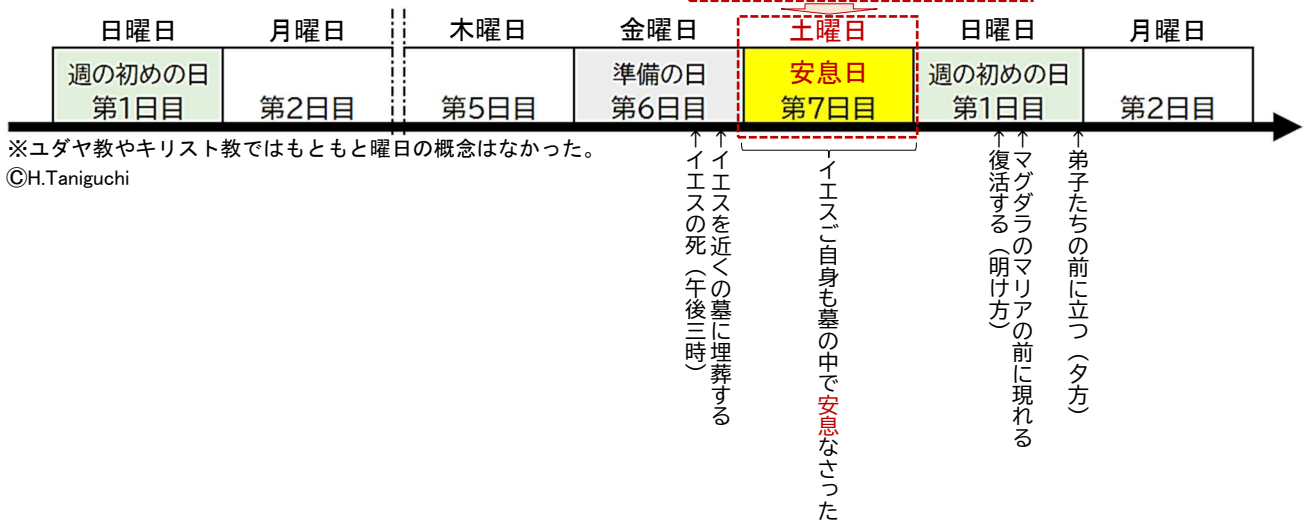 日曜日 月曜日 木曜日 金曜日 土曜日 日曜日 月曜日
週の初めの日 準備の日 安息日 週の初めの日
第1日目 第2日目 第5日目 第6日目 第7日目 第1日目 第2日目
※ユダヤ教やキリスト教ではもともと曜日の概念はなかった。
ⒸH.Taniguchi
←イエスの死（午後三時）
←イエスを近くの墓に埋葬する
イエスご自身も墓の中で安息なさった
←復活する（明け方）
←マグダラのマリアの前に現れる
←弟子たちの前に立つ（夕方）